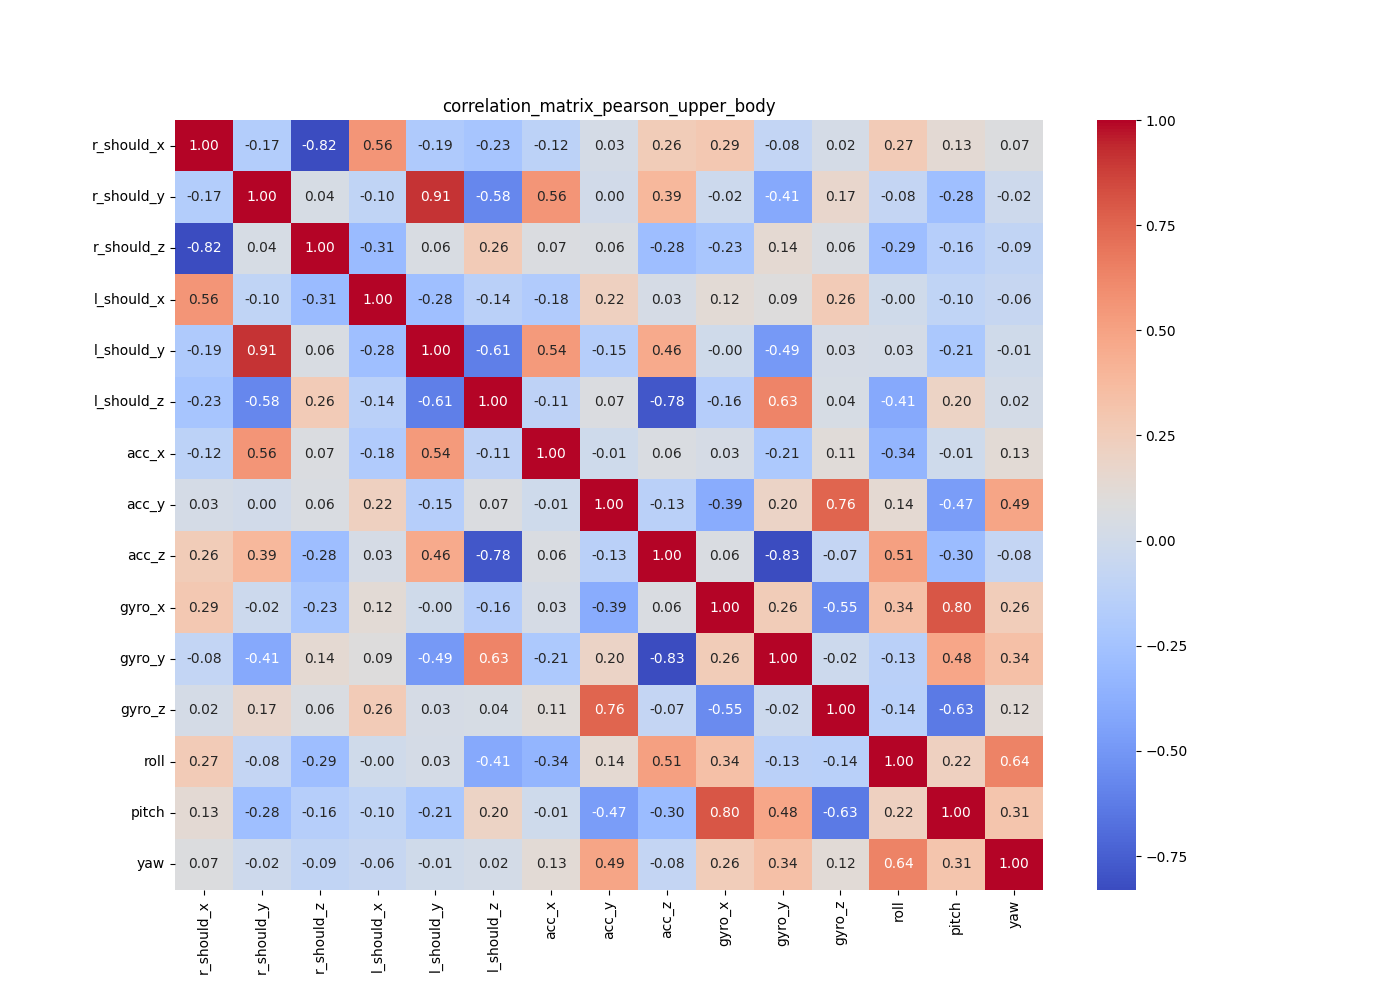 correlation_matrix_pearson_upper_body
r_should_x 1.00 -0.17 -0.82 0.56 -0.19 -0.23 -0.12 0.03 0.26 0.29 -0.08 0.02 0.27 0.13 0.07
r_should_y -0.17 1.00 0.04 -0.10 0.91 -0.58 0.56 0.00 0.39 -0.02 -0.41 0.17 -0.08 -0.28 -0.02
r_should_z -0.82 0.04 1.00 -0.31 0.06 0.26 0.07 0.06 -0.28 -0.23 0.14 0.06 -0.29 -0.16 -0.09
l_should_x 0.56 -0.10 -0.31 1.00 -0.28 -0.14 -0.18 0.22 0.03 0.12 0.09 0.26 -0.00 -0.10 -0.06
l_should_y -0.19 0.91 0.06 -0.28 1.00 -0.61 0.54 -0.15 0.46 -0.00 -0.49 0.03 0.03 -0.21 -0.01
l_should_z -0.23 -0.58 0.26 -0.14 -0.61 1.00 -0.11 0.07 -0.78 -0.16 0.63 0.04 -0.41 0.20 0.02
acc_x -0.12 0.56 0.07 -0.18 0.54 -0.11 1.00 -0.01 0.06 0.03 -0.21 0.11 -0.34 -0.01 0.13
acc_y 0.03 0.00 0.06 0.22 -0.15 0.07 -0.01 1.00 -0.13 -0.39 0.20 0.76 0.14 -0.47 0.49
acc_z 0.26 0.39 -0.28 0.03 0.46 -0.78 0.06 -0.13 1.00 0.06 -0.83 -0.07 0.51 -0.30 -0.08
gyro_x 0.29 -0.02 -0.23 0.12 -0.00 -0.16 0.03 -0.39 0.06 1.00 0.26 -0.55 0.34 0.80 0.26
gyro_y -0.08 -0.41 0.14 0.09 -0.49 0.63 -0.21 0.20 -0.83 0.26 1.00 -0.02 -0.13 0.48 0.34
gyro_z 0.02 0.17 0.06 0.26 0.03 0.04 0.11 0.76 -0.07 -0.55 -0.02 1.00 -0.14 -0.63 0.12
roll 0.27 -0.08 -0.29 -0.00 0.03 -0.41 -0.34 0.14 0.51 0.34 -0.13 -0.14 1.00 0.22 0.64
pitch 0.13 -0.28 -0.16 -0.10 -0.21 0.20 -0.01 -0.47 -0.30 0.80 0.48 -0.63 0.22 1.00 0.31
yaw 0.07 -0.02 -0.09 -0.06 -0.01 0.02 0.13 0.49 -0.08 0.26 0.34 0.12 0.64 0.31 1.00
r_should_x r_should_y r_should_z l_should_x l_should_y l_should_z acc_x acc_y acc_z gyro_x gyro_y gyro_z roll pitch yaw
1.00
0.75
0.50
0.25
0.00
−0.25
−0.50
−0.75